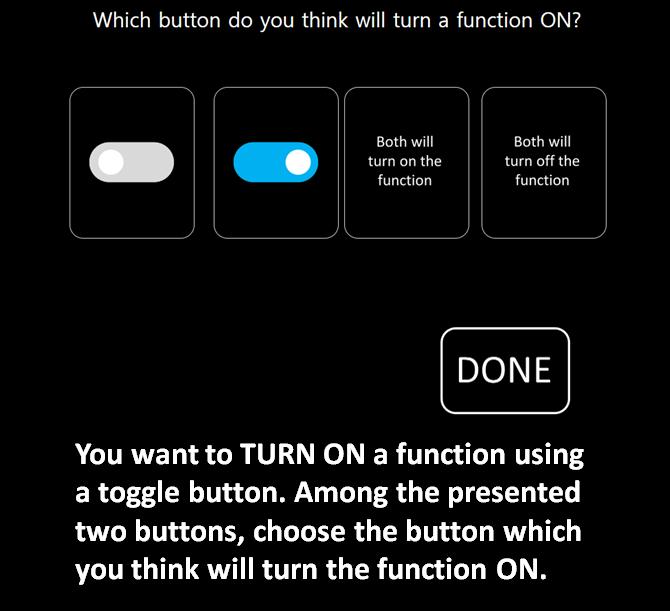 Which button do you think will turn a function ON?
Both will
turn on the
function
Both will
turn off the
function
DONE
You want to TURN ON a function using
a toggle button. Among the presented
two buttons, choose the button which
you think will turn the function ON.